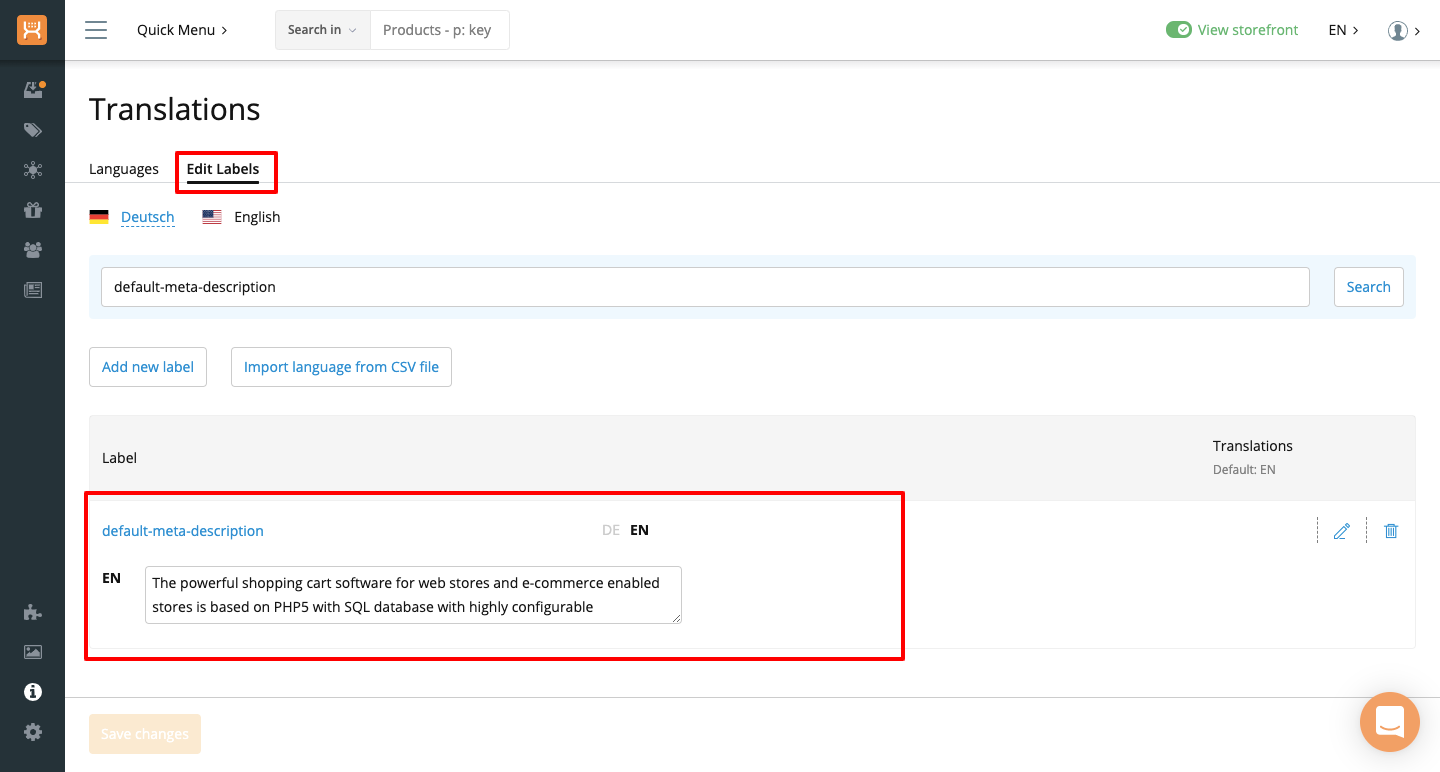 Quick Menu
Search in
Products - p: key
View storefront
EN
Translations
Languages
Edit Labels
Deutsch
English
default-meta-description
Search
Add new label
Import language from CSV file
Label
Translations
Default: EN
default-meta-description
DE EN
EN
The powerful shopping cart software for web stores and e-commerce enabled
stores is based on PHP5 with SQL database with highly configurable
Save changes